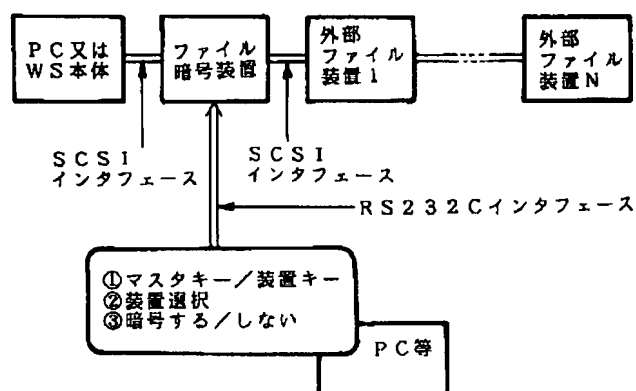 PC又は
WS本体
ファイル
暗号装置
外部
ファイル
装置1
外部
ファイル
装置N
SCSI
インタフェース
SCSI
インタフェース
RS232Cインタフェース
①マスタキー/装置キー
②装置選択
③暗号する/しない
PC等